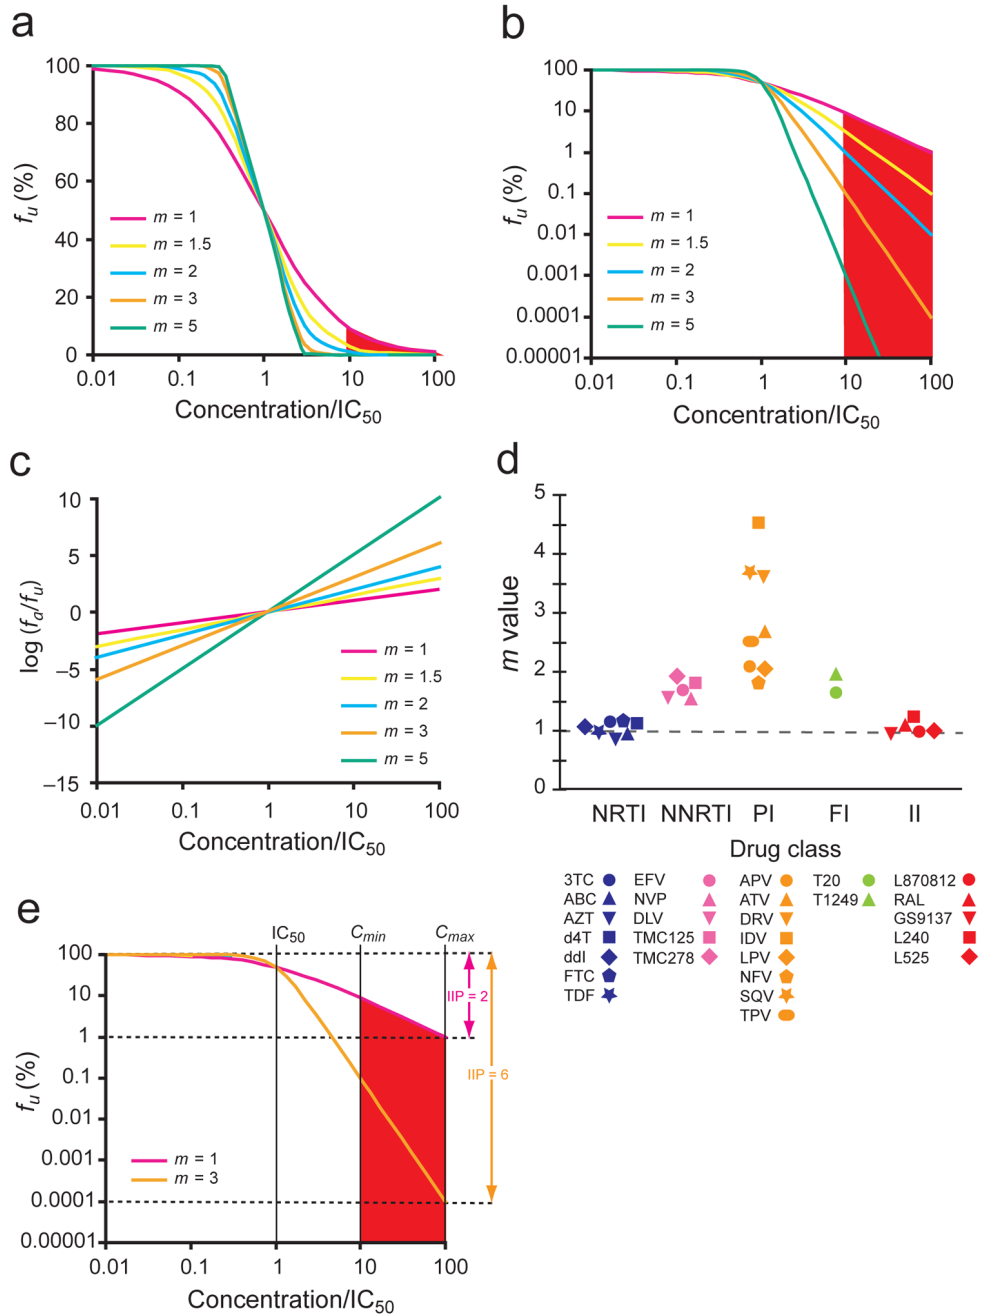 a
100
80
60
40
20
0
fu (%)
m = 1
m = 1.5
m = 2
m = 3
m = 5
0.01 0.1 1 10 100
Concentration/IC50
b
100
10
1
0.1
0.01
0.001
0.0001
0.00001
fu (%)
m = 1
m = 1.5
m = 2
m = 3
m = 5
0.01 0.1 1 10 100
Concentration/IC50
c
10
5
0
−5
−10
−15
log (fa/fu)
m = 1
m = 1.5
m = 2
m = 3
m = 5
0.01 0.1 1 10 100
Concentration/IC50
d
5
4
3
2
1
0
m value
NRTI NNRTI PI FI II
Drug class
3TC EFV APV T20 L870812
ABC NVP ATV T1249 RAL
AZT DLV DRV GS9137
d4T TMC125 IDV L240
ddI TMC278 LPV L525
FTC NFV
TDF SQV
TPV
e
IC50 Cmin Cmax
100
10
1
0.1
0.01
0.001
0.0001
0.00001
fu (%)
IIP = 2
IIP = 6
m = 1
m = 3
0.01 0.1 1 10 100
Concentration/IC50